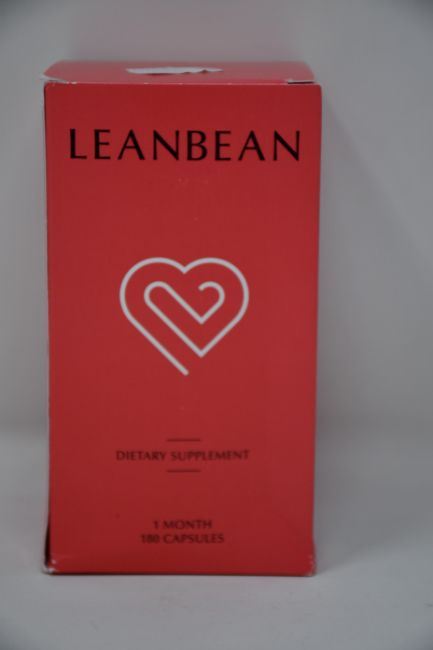 LEANBEAN
DIETARY SUPPLEMENT
1 MONTH
180 CAPSULES